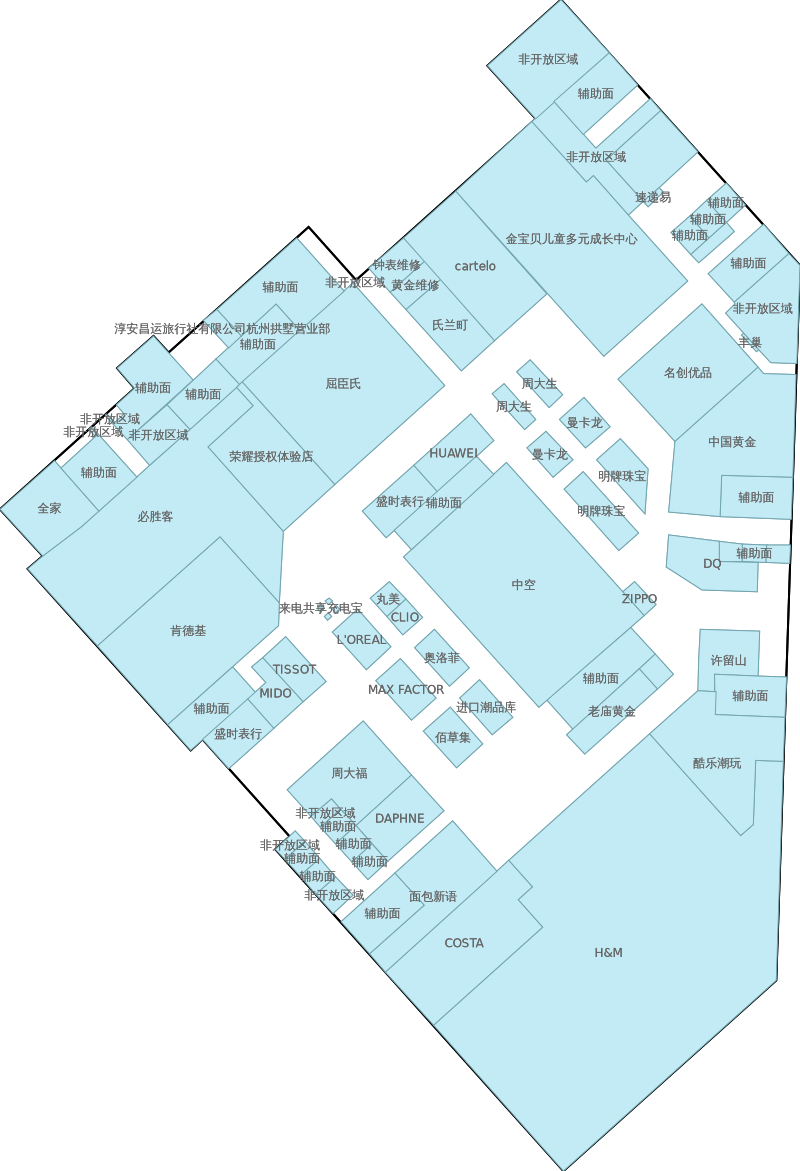 非开放区域
辅助面
非开放区域
速递易
辅助面
辅助面
辅助面
金宝贝儿童多元成长中心
辅助面
钟表维修
cartelo
非开放区域
黄金维修
辅助面
非开放区域
氏兰町
淳安昌运旅行社有限公司杭州拱墅营业部
辅助面
丰巢
名创优品
屈臣氏
周大生
辅助面
辅助面
周大生
非开放区域
曼卡龙
非开放区域
非开放区域
中国黄金
HUAWEI
曼卡龙
荣耀授权体验店
辅助面
明牌珠宝
辅助面
盛时表行
辅助面
全家
明牌珠宝
必胜客
辅助面
DQ
中空
丸美
ZIPPO
来电共享充电宝
CLIO
肯德基
L'OREAL
奥洛菲
许留山
TISSOT
辅助面
MAX FACTOR
MIDO
辅助面
进口潮品库
辅助面
老庙黄金
盛时表行
佰草集
酷乐潮玩
周大福
非开放区域
DAPHNE
辅助面
非开放区域
辅助面
辅助面
辅助面
辅助面
非开放区域
面包新语
辅助面
COSTA
H&M